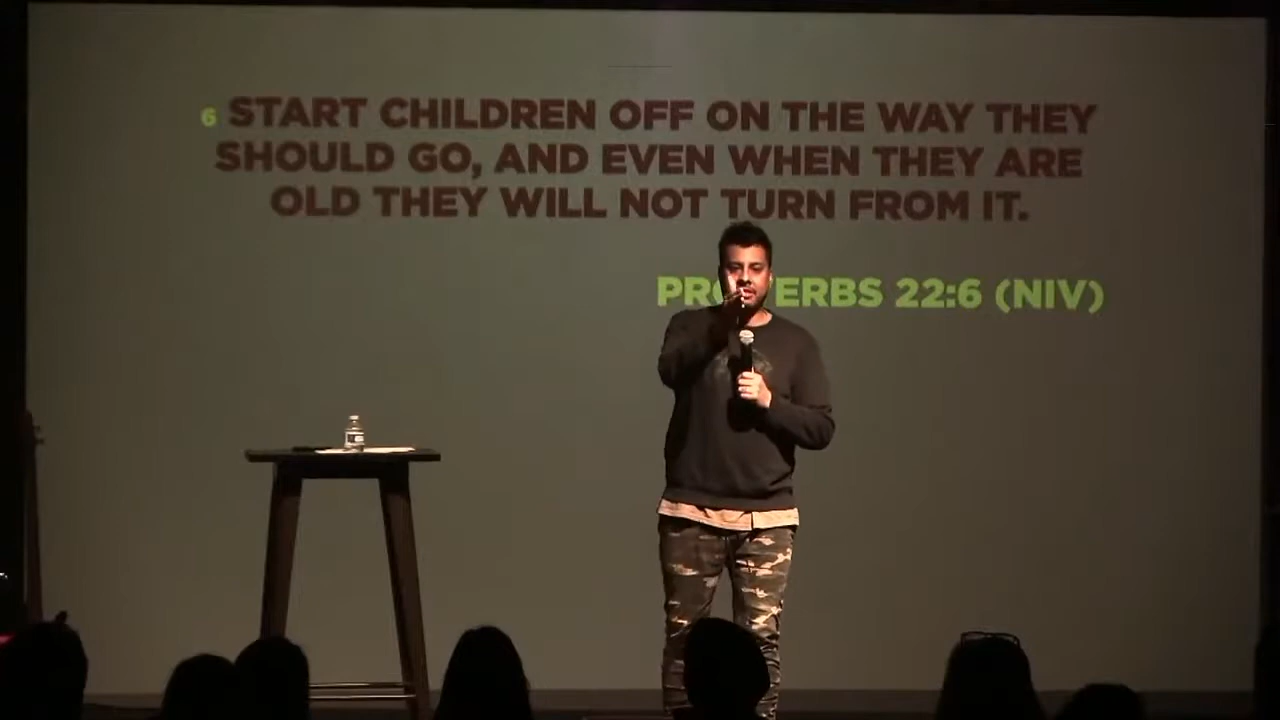 6 START CHILDREN OFF ON THE WAY THEY
SHOULD GO, AND EVEN WHEN THEY ARE
OLD THEY WILL NOT TURN FROM IT.
PROVERBS 22:6 (NIV)